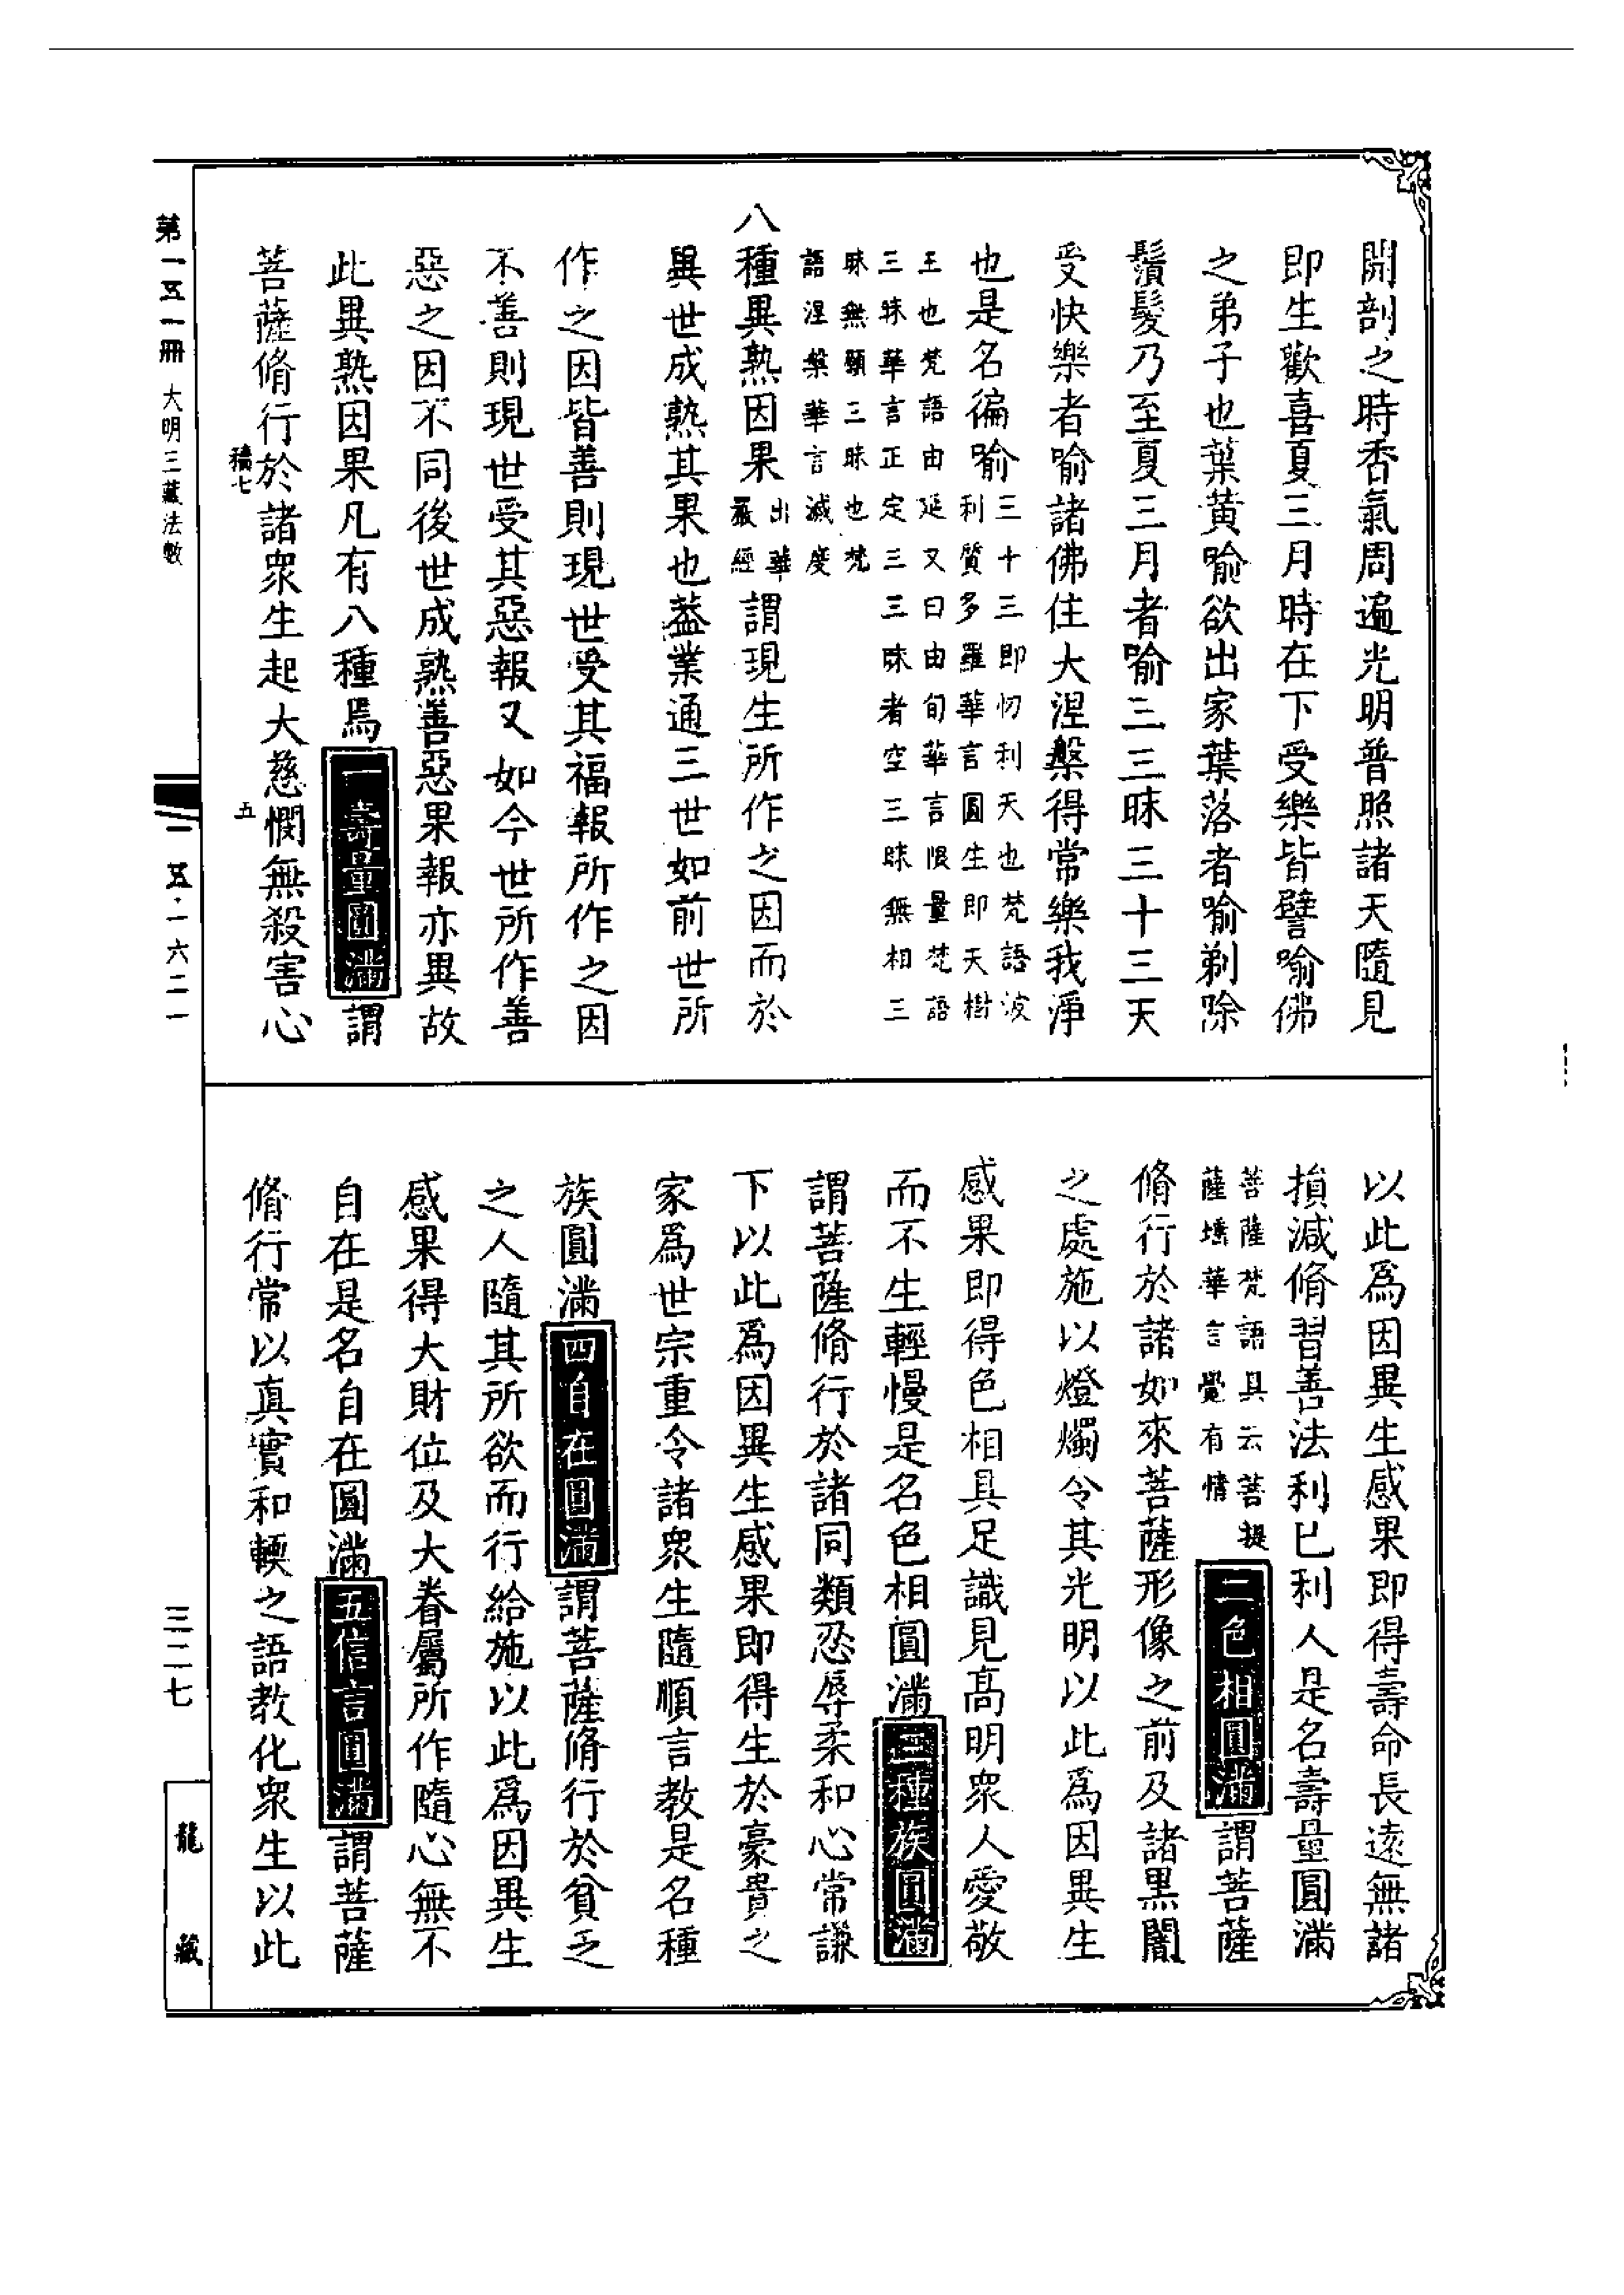 開剖之時香氣周遍光明普照諸天隨見
即生歡喜夏三月時在下受樂皆譬喻佛
之弟子也葉黃喻欲出家葉落者喻剃除
鬚髮乃至夏三月者喻三三昧三十三天
受快樂者喻諸佛住大涅槃得常樂我淨
也是名徧喻
三十三即忉利天也梵語波
利質多羅華言圓生即天樹
王也梵語由延又曰由旬華言限量梵語
三昧華言正定三三昧者空三昧無相三
昧無願三昧也梵
語涅槃華言滅度
八種異熟因果
出華
嚴經
謂現生所作之因而於
異世成熟其果也蓋業通三世如前世所
作之因皆善則現世受其福報所作之因
不善則現世受其惡報又如今世所作善
惡之因不同後世成熟善惡果報亦異故
此異熟因果凡有八種焉一壽量圓滿謂
菩薩脩行於諸眾生起大慈憫無殺害心
以此為因異生感果即得壽命長遠無諸
損減脩習善法利已利人是名壽量圓滿
菩薩梵語具云菩提
薩埵華言覺有情
二色相圓滿謂菩薩
脩行於諸如來菩薩形像之前及諸黑闇
之處施以燈燭令其光明以此為因異生
感果即得色相具足識見高明眾人愛敬
而不生輕慢是名色相圓滿三種族圓滿
謂菩薩脩行於諸同類忍辱柔和心常謙
下以此為因異生感果即得生於豪貴之
家為世宗重令諸眾生隨順言教是名種
族圓滿四自在圓滿謂菩薩脩行於貧乏
之人隨其所欲而行給施以此為因異生
感果得大財位及大眷屬所作隨心無不
自在是名自在圓滿五信言圓滿謂菩薩
脩行常以真實和輭之語教化眾生以此
第一五一冊 大明三藏法數
七
五
一五·一六二一
三二七
龍藏